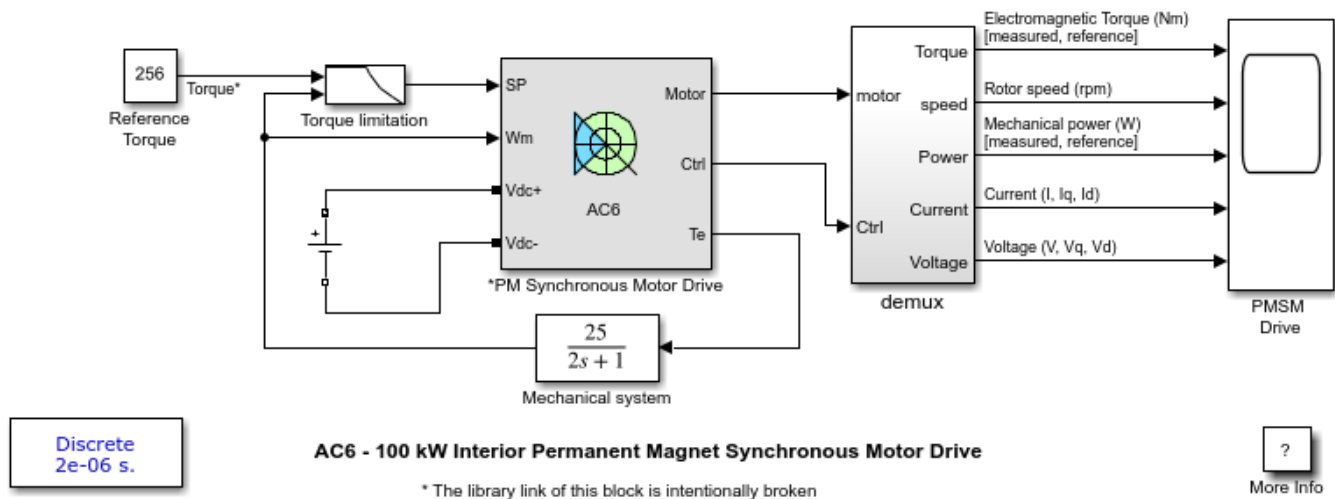 256
Torque*
Reference
Torque
Torque limitation
SP
Wm
Vdc+
Vdc-
Motor
Ctrl
Te
AC6
*PM Synchronous Motor Drive
+
25
2s + 1
Mechanical system
motor
Ctrl
Torque
speed
Power
Current
Voltage
demux
Electromagnetic Torque (Nm)
[measured, reference]
Rotor speed (rpm)
Mechanical power (W)
[measured, reference]
Current (I, Iq, Id)
Voltage (V, Vq, Vd)
PMSM
Drive
Discrete
2e-06 s.
AC6 - 100 kW Interior Permanent Magnet Synchronous Motor Drive
* The library link of this block is intentionally broken
?
More Info